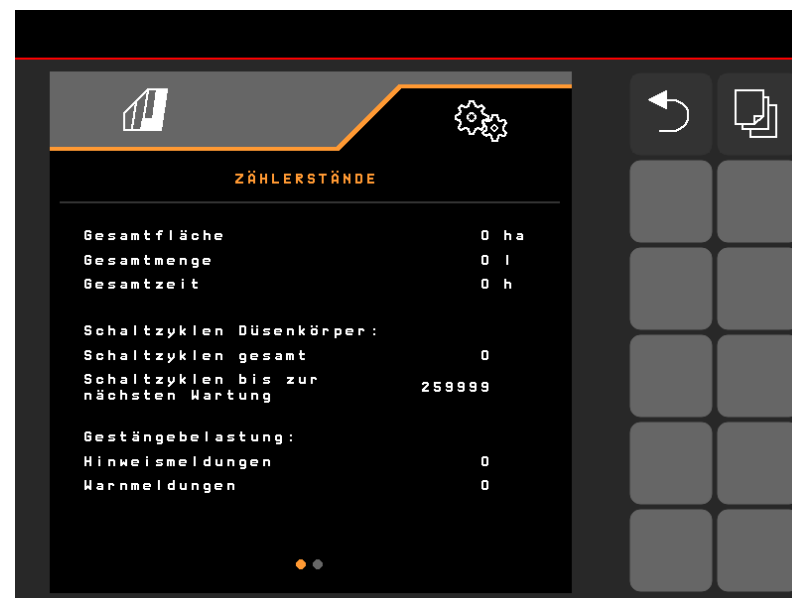 ZÄHLERSTÄNDE
Gesamtfläche 0 ha
Gesamtmenge 0 l
Gesamtzeit 0 h
Schaltzyklen Düsenkörper:
Schaltzyklen gesamt 0
Schaltzyklen bis zur
nächsten Wartung 259999
Gestängebelastung:
Hinweismeldungen 0
Warnmeldungen 0